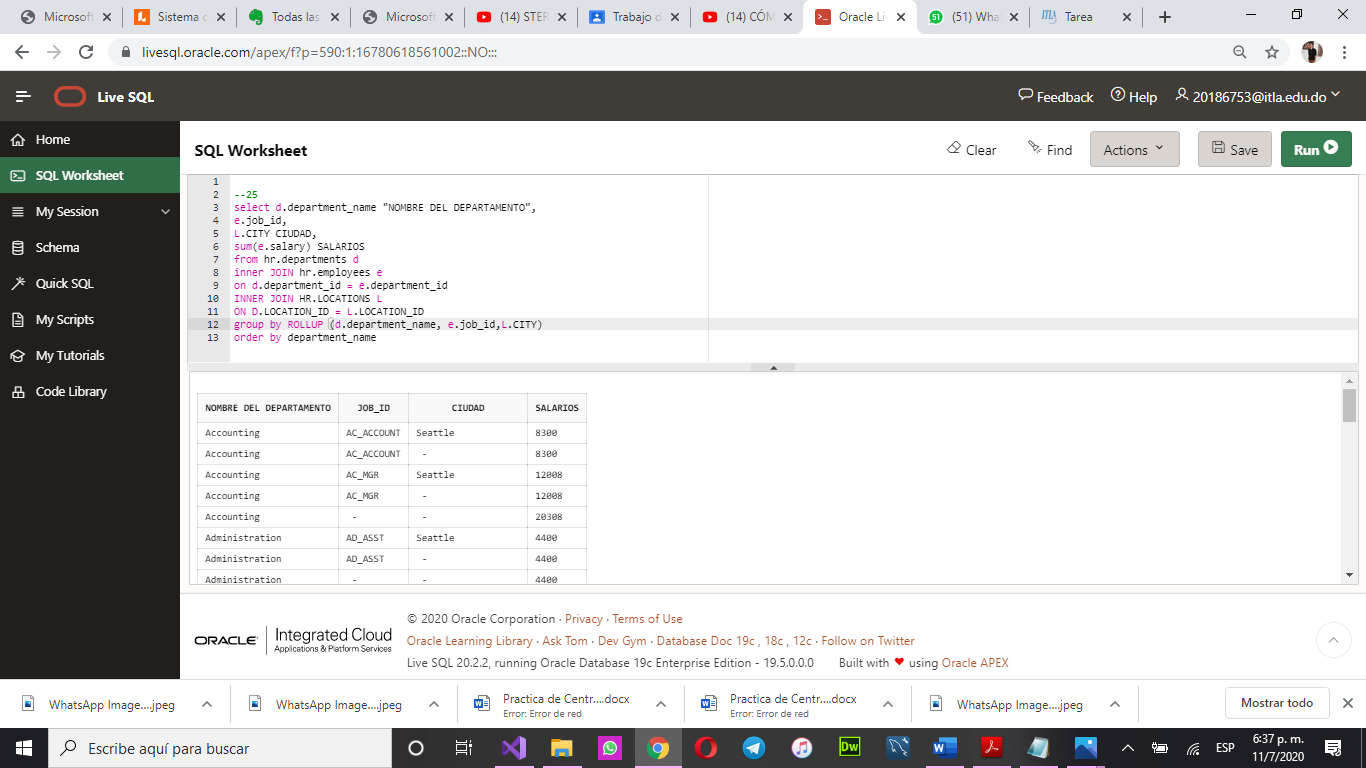 Microsoft
Sistema d
Todas las
Microsoft
(14) STER
Trabajo d
(14) CÓM
Oracle Liv
(51) Wha
Tarea
livesql.oracle.com/apex/f?p=590:1:16780618561002::NO:::
Live SQL
Feedback
Help
20186753@itla.edu.do
Home
SQL Worksheet
My Session
Schema
Quick SQL
My Scripts
My Tutorials
Code Library
SQL Worksheet
Clear
Find
Actions
Save
Run
1
2 --25
3 select d.department_name "NOMBRE DEL DEPARTAMENTO",
4 e.job_id,
5 L.CITY CIUDAD,
6 sum(e.salary) SALARIOS
7 from hr.departments d
8 inner JOIN hr.employees e
9 on d.department_id = e.department_id
10 INNER JOIN HR.LOCATIONS L
11 ON D.LOCATION_ID = L.LOCATION_ID
12 group by ROLLUP (d.department_name, e.job_id,L.CITY)
13 order by department_name
NOMBRE DEL DEPARTAMENTO JOB_ID CIUDAD SALARIOS
Accounting AC_ACCOUNT Seattle 8300
Accounting AC_ACCOUNT - 8300
Accounting AC_MGR Seattle 12008
Accounting AC_MGR - 12008
Accounting - - 20308
Administration AD_ASST Seattle 4400
Administration AD_ASST - 4400
Administration - - 4400
ORACLE Integrated Cloud
Applications & Platform Services
© 2020 Oracle Corporation · Privacy · Terms of Use
Oracle Learning Library · Ask Tom · Dev Gym · Database Doc 19c , 18c , 12c · Follow on Twitter
Live SQL 20.2.2, running Oracle Database 19c Enterprise Edition - 19.5.0.0.0 Built with ❤ using Oracle APEX
WhatsApp Image....jpeg
WhatsApp Image....jpeg
Practica de Centr....docx
Error: Error de red
Practica de Centr....docx
Error: Error de red
WhatsApp Image....jpeg
Mostrar todo
Escribe aquí para buscar
Dw
ESP
6:37 p. m.
11/7/2020